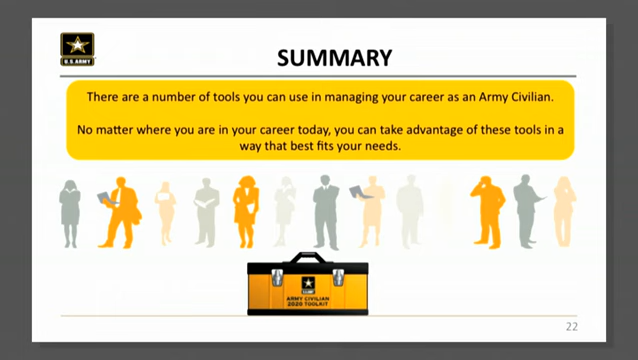 U.S.ARMY
SUMMARY
There are a number of tools you can use in managing your career as an Army Civilian.
No matter where you are in your career today, you can take advantage of these tools in a
way that best fits your needs.
ARMY CIVILIAN
2020 TOOLKIT
22